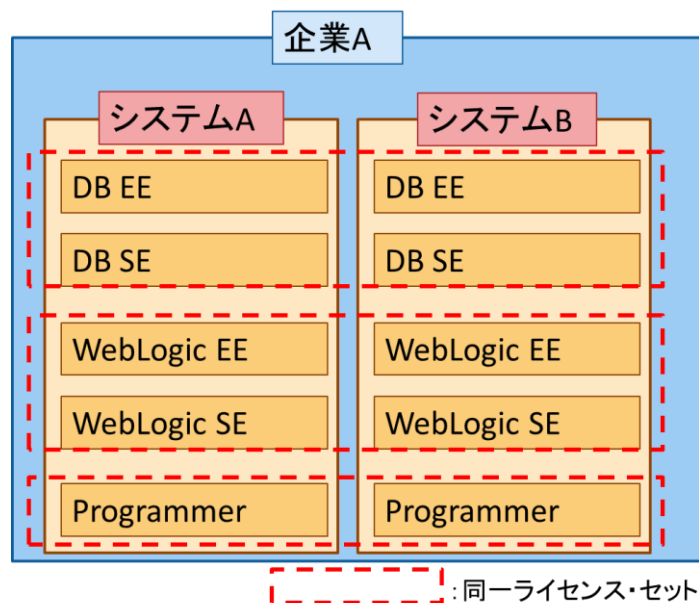 企業A
システムA
DB EE
DB SE
WebLogic EE
WebLogic SE
Programmer
システムB
DB EE
DB SE
WebLogic EE
WebLogic SE
Programmer
:同一ライセンス・セット